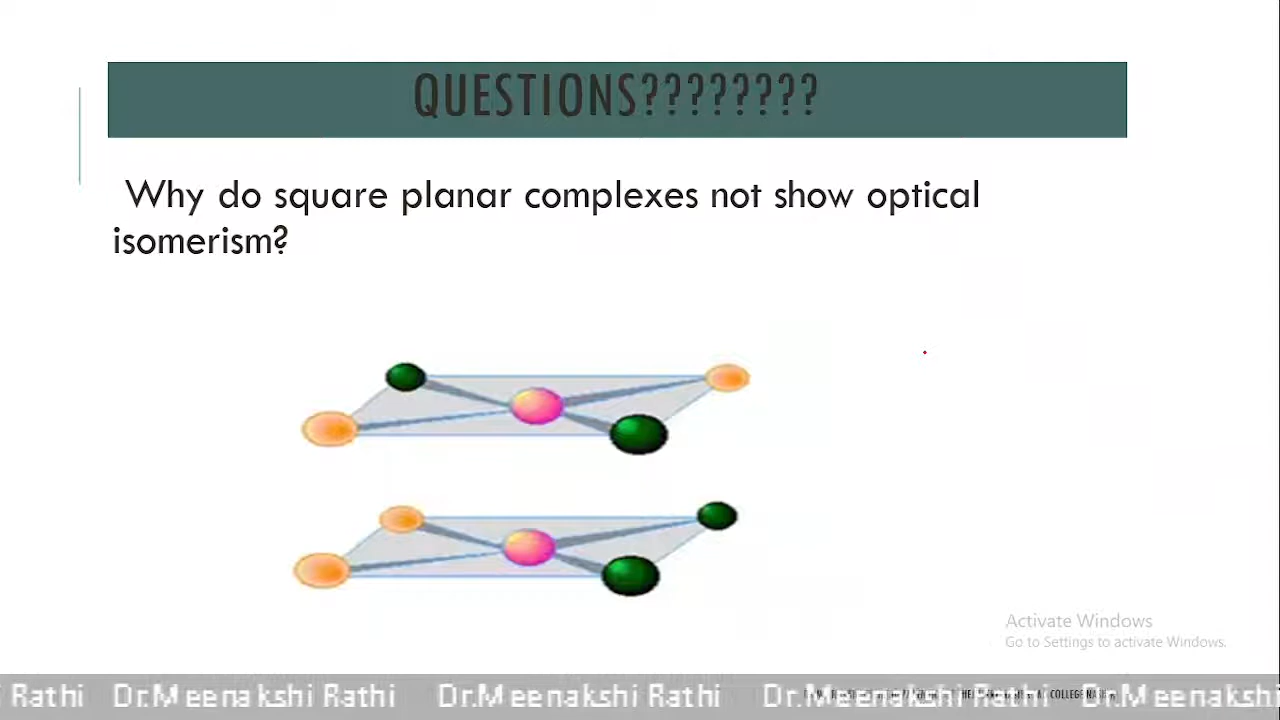 QUESTIONS????????
Why do square planar complexes not show optical
isomerism?
Activate Windows
Go to Settings to activate Windows.
Rathi Dr.Meenakshi Rathi Dr.Meenakshi Rathi Dr.Meenakshi Rathi Dr.Meenakshi